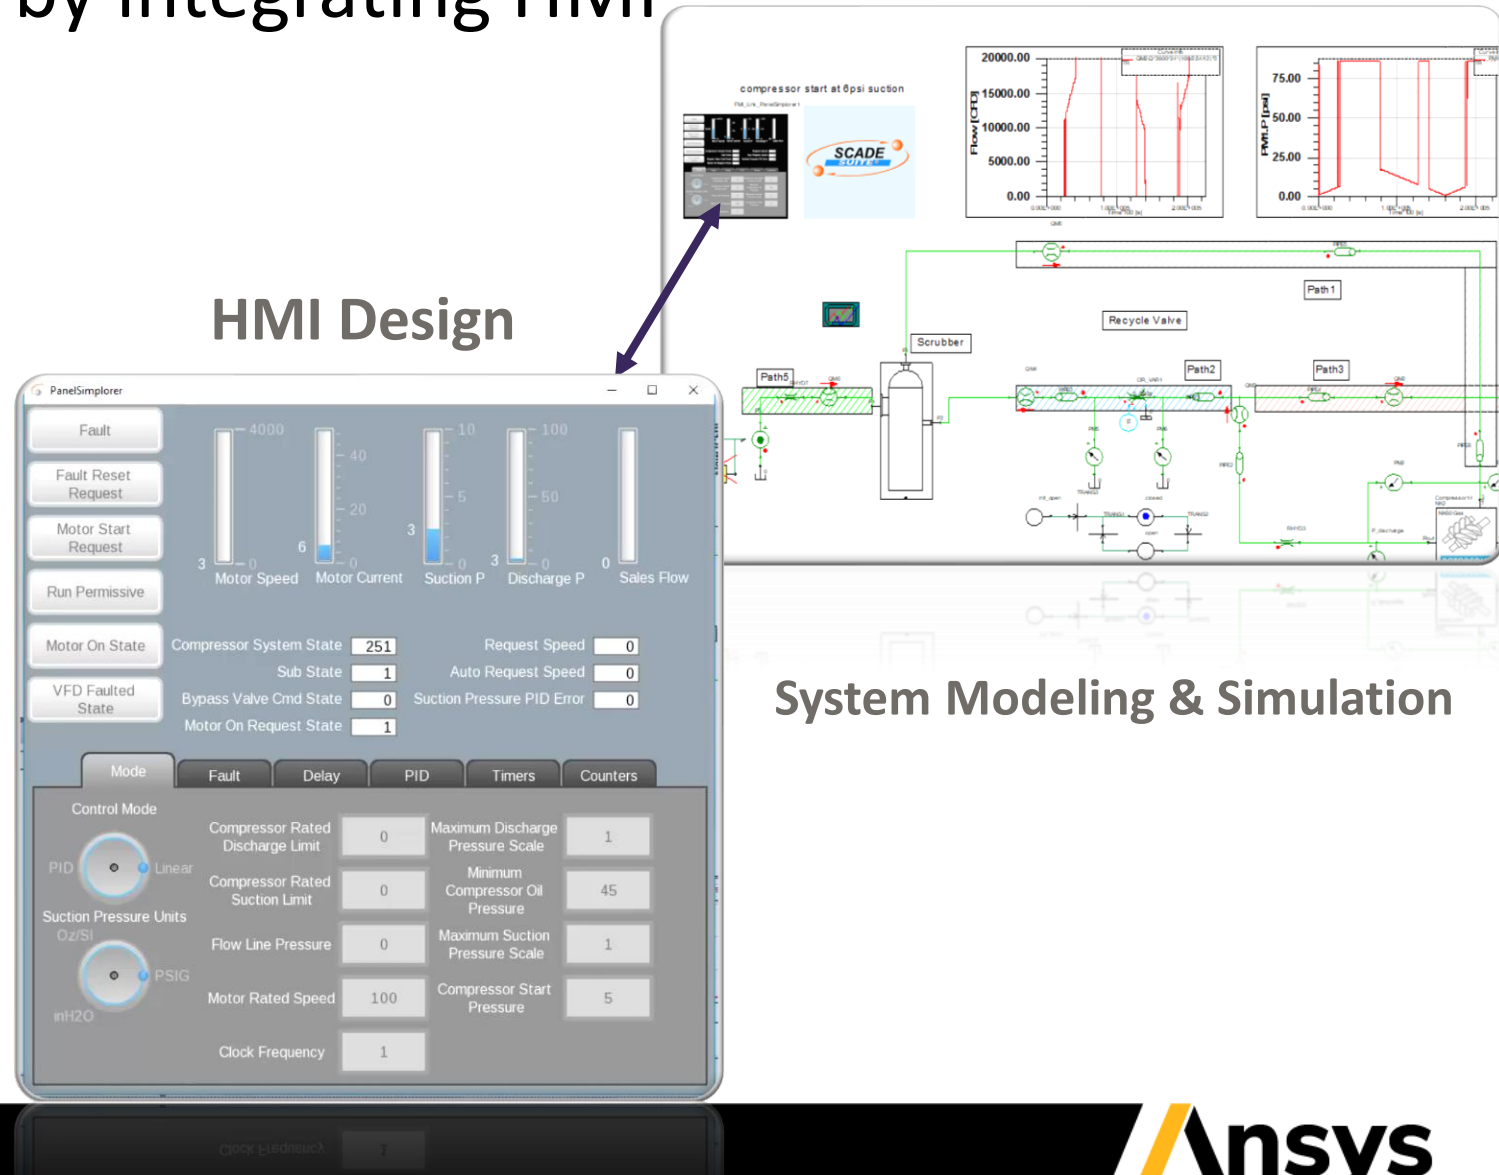 by integrating HMI
compressor start at 6psi suction
SCADE
SUITE
20000.00
15000.00
10000.00
5000.00
0.00
Flow [CFD]
75.00
50.00
25.00
0.00
PM1.P [psi]
HMI Design
Path1
Recycle Valve
Scrubber
Path5
Path2
Path3
PanelSimplorer
Fault
Fault Reset
Request
Motor Start
Request
Run Permissive
Motor On State
VFD Faulted
State
4000
3
0
Motor Speed
40
20
6
0
Motor Current
10
5
3
0
Suction P
100
50
3
0
Discharge P
0
Sales Flow
Compressor System State 251
Sub State 1
Bypass Valve Cmd State 0
Motor On Request State 1
Request Speed 0
Auto Request Speed 0
Suction Pressure PID Error 0
System Modeling & Simulation
Mode Fault Delay PID Timers Counters
Control Mode
PID Linear
Suction Pressure Units
Oz/SI
PSIG
inH2O
Compressor Rated
Discharge Limit
0
Compressor Rated
Suction Limit
0
Flow Line Pressure 0
Motor Rated Speed 100
Clock Frequency 1
Maximum Discharge
Pressure Scale
1
Minimum
Compressor Oil
Pressure
45
Maximum Suction
Pressure Scale
1
Compressor Start
Pressure
5
Ansys